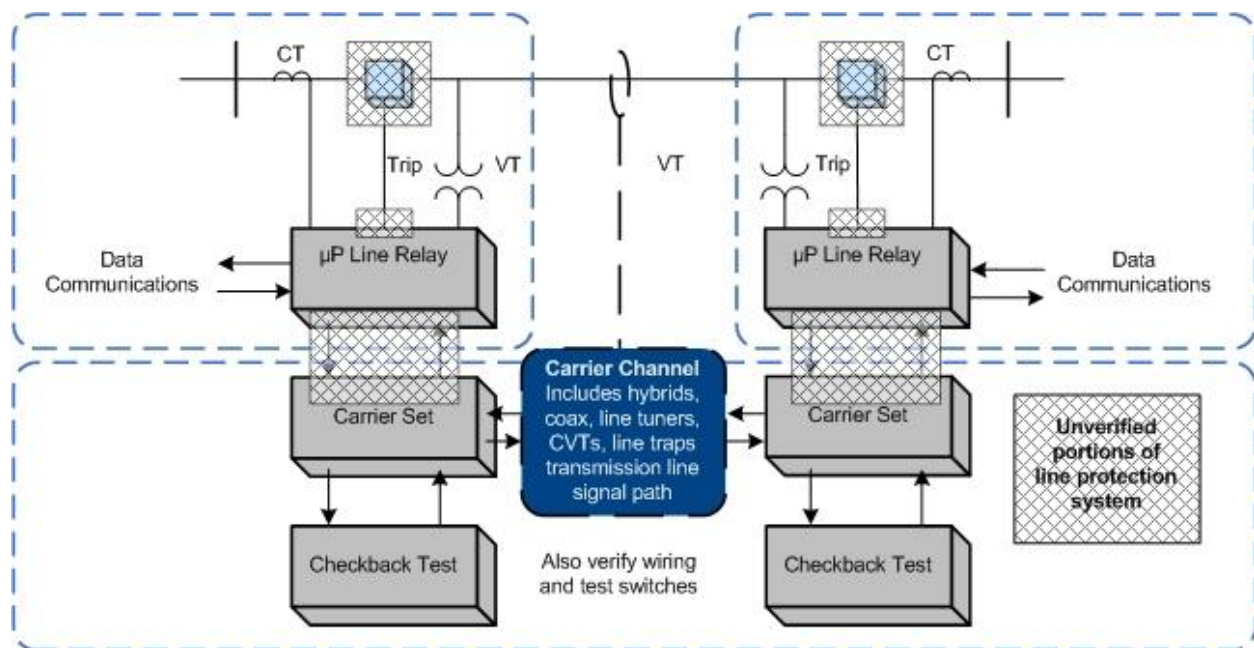 CT
CT
Trip
VT
VT
Trip
µP Line Relay
µP Line Relay
Data
Communications
Data
Communications
Carrier Channel
Includes hybrids,
coax, line tuners,
CVTs, line traps
transmission line
signal path
Carrier Set
Carrier Set
Unverified
portions of
line protection
system
Checkback Test
Also verify wiring
and test switches
Checkback Test